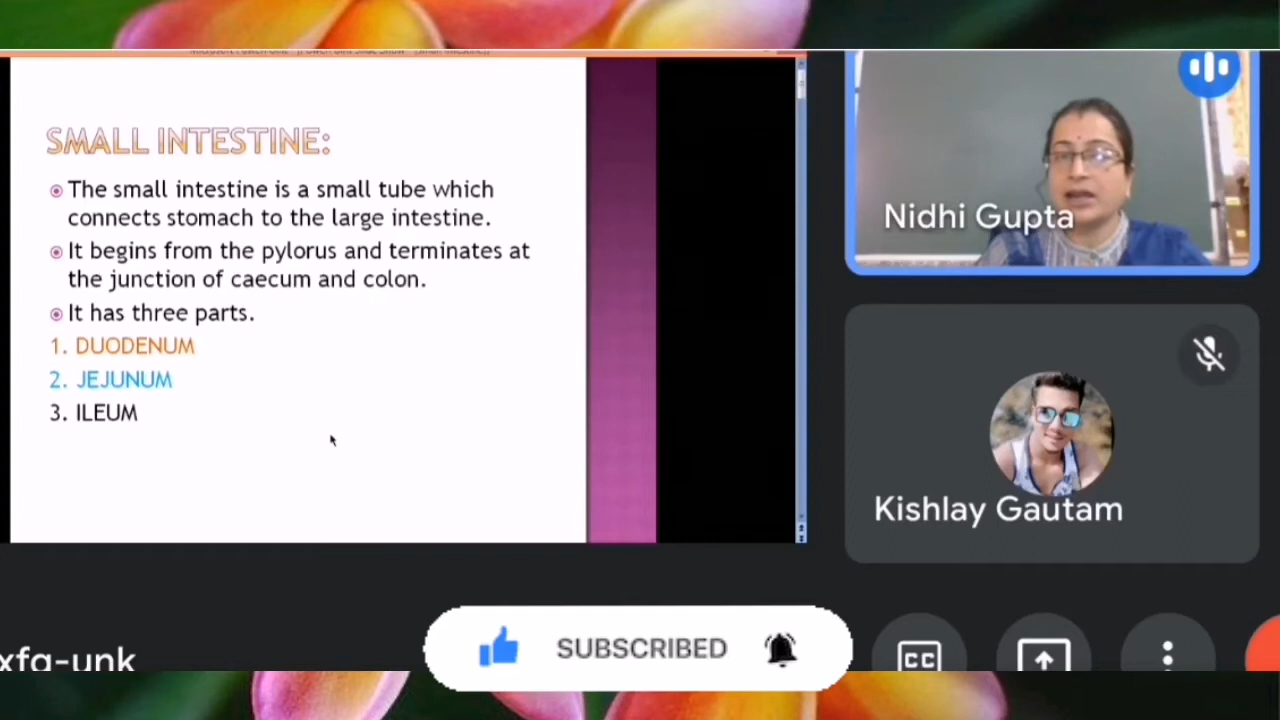 SMALL INTESTINE:
The small intestine is a small tube which
connects stomach to the large intestine.
It begins from the pylorus and terminates at
the junction of caecum and colon.
It has three parts.
1. DUODENUM
2. JEJUNUM
3. ILEUM
Nidhi Gupta
Kishlay Gautam
xfq-unk
SUBSCRIBED
CC